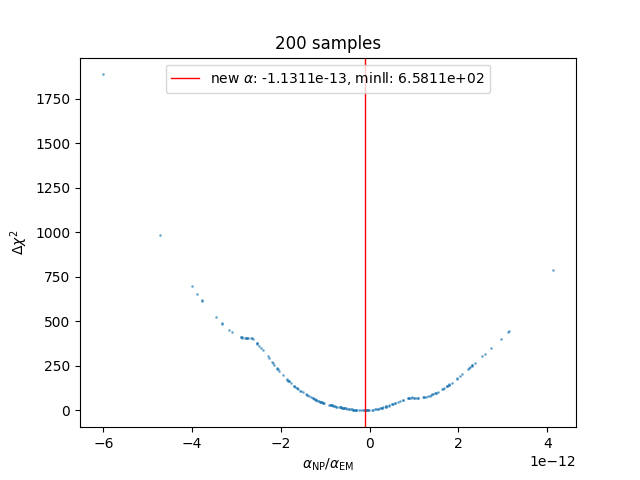 200 samples
new α: -1.1311e-13, minll: 6.5811e+02
1750
1500
1250
1000
750
500
250
0
Δχ²
−6 −4 −2 0 2 4
1e−12
α_NP/α_EM